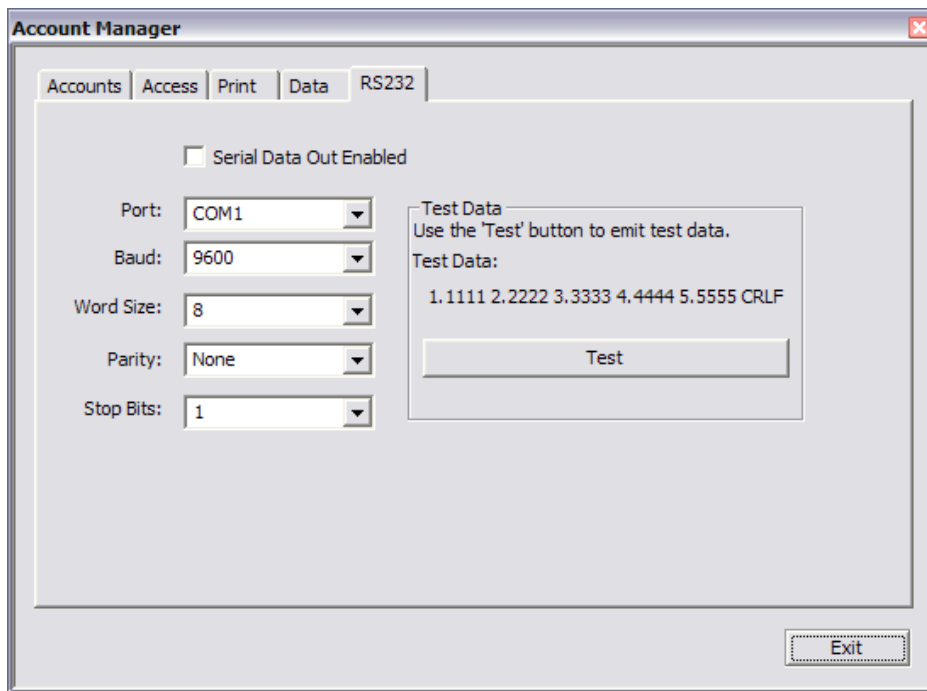 Account Manager
Accounts Access Print Data RS232
Serial Data Out Enabled
Port: COM1
Baud: 9600
Word Size: 8
Parity: None
Stop Bits: 1
Test Data
Use the 'Test' button to emit test data.
Test Data:
1.1111 2.2222 3.3333 4.4444 5.5555 CRLF
Test
Exit